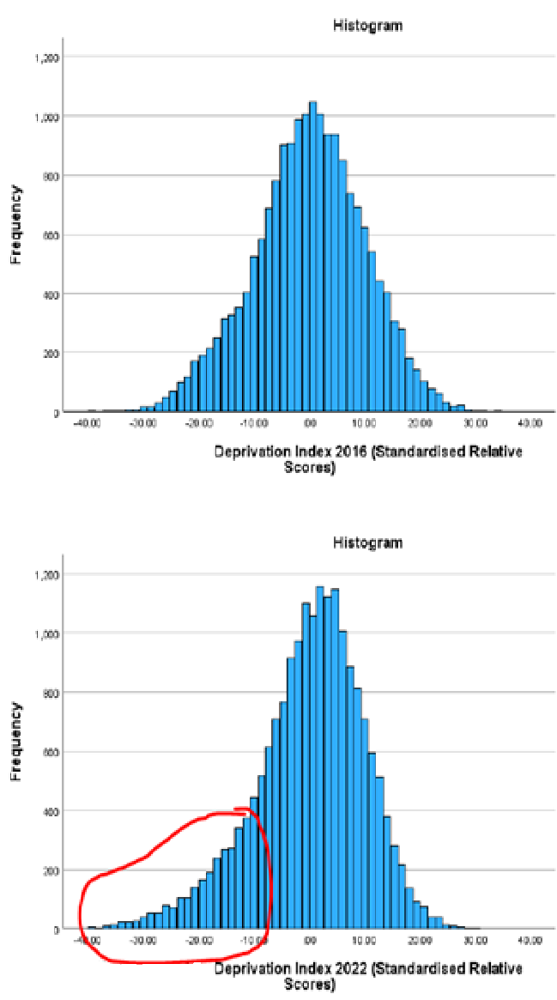 Histogram
1,200
1,000
800
600
400
200
0
Frequency
-40.00 -30.00 -20.00 -10.00 .00 10.00 20.00 30.00 40.00
Deprivation Index 2016 (Standardised Relative
Scores)
Histogram
1,200
1,000
800
600
400
200
0
Frequency
-40.00 -30.00 -20.00 -10.00 .00 10.00 20.00 30.00 40.00
Deprivation Index 2022 (Standardised Relative
Scores)